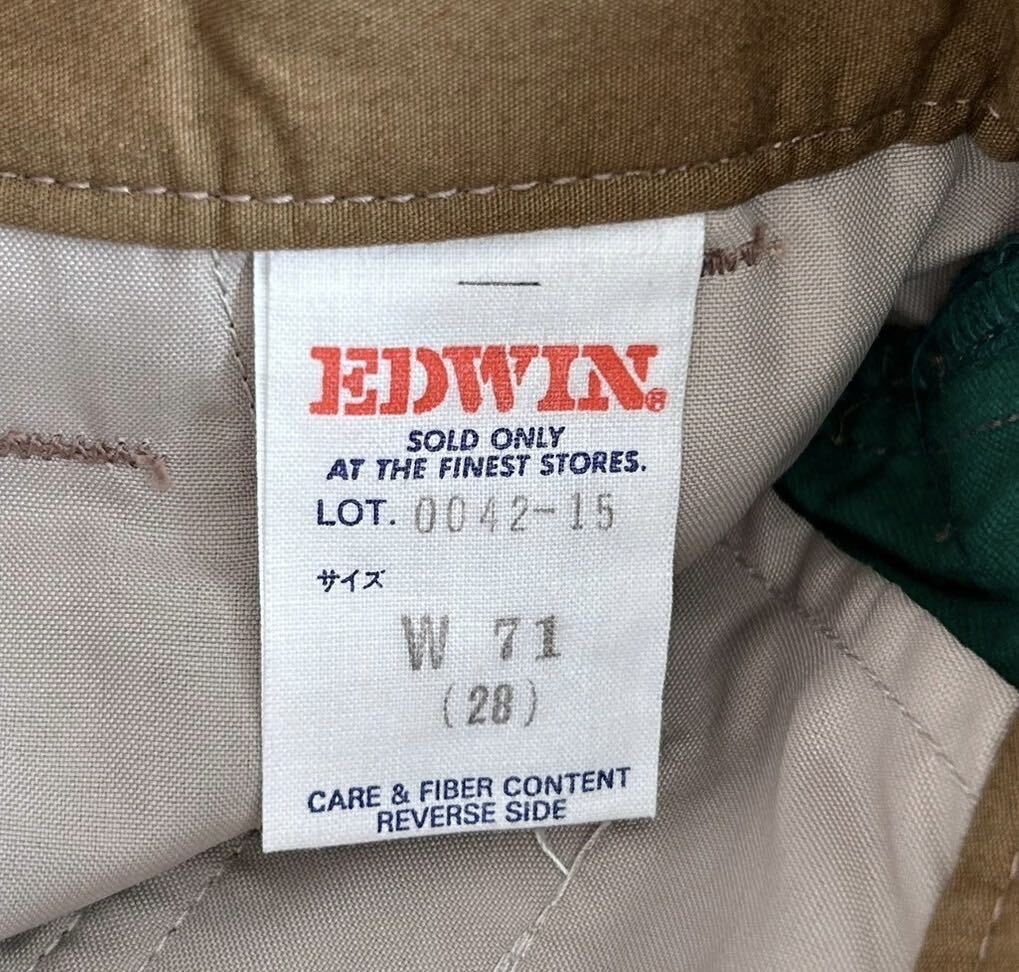 EDWIN®
SOLD ONLY
AT THE FINEST STORES.
LOT. 0042-15
サイズ
W 71
(28)
CARE & FIBER CONTENT
REVERSE SIDE